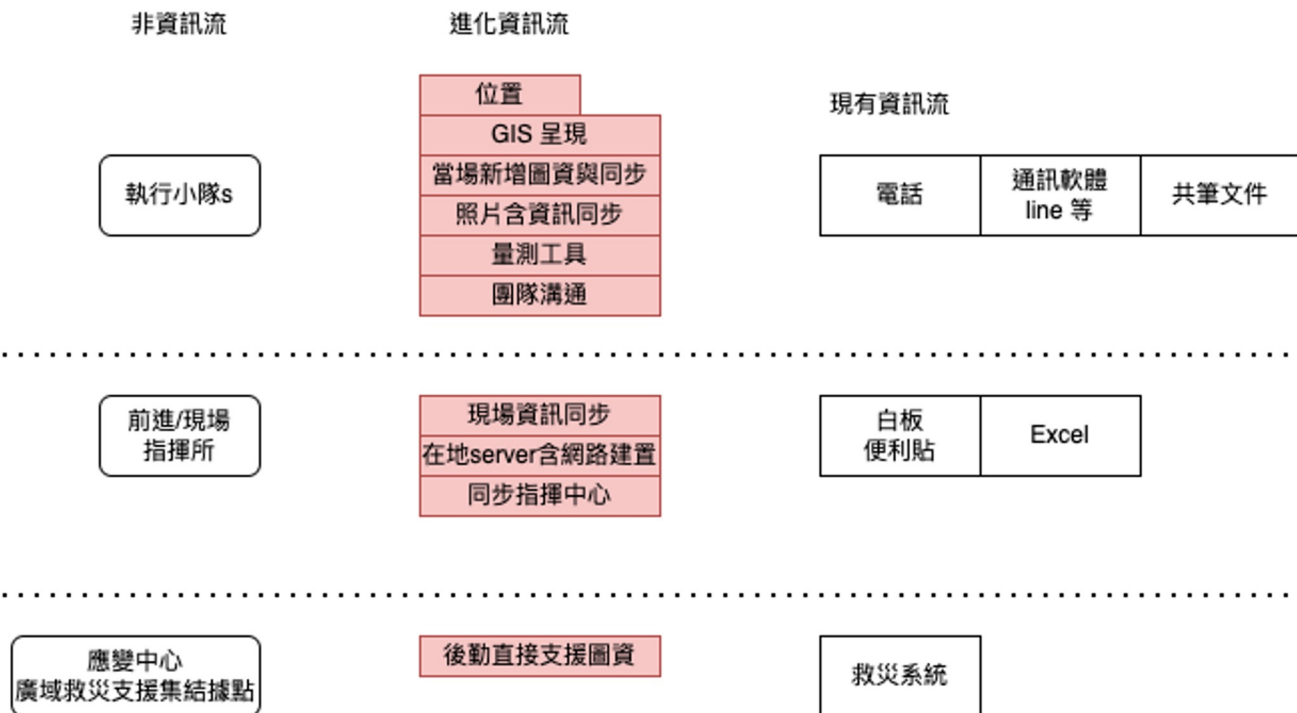 非資訊流
進化資訊流
現有資訊流
執行小隊s
位置
GIS 呈現
當場新增圖資與同步
照片含資訊同步
量測工具
團隊溝通
電話
通訊軟體
line 等
共筆文件
前進/現場
指揮所
現場資訊同步
在地server含網路建置
同步指揮中心
白板
便利貼
Excel
應變中心
廣域救災支援集結據點
後勤直接支援圖資
救災系統